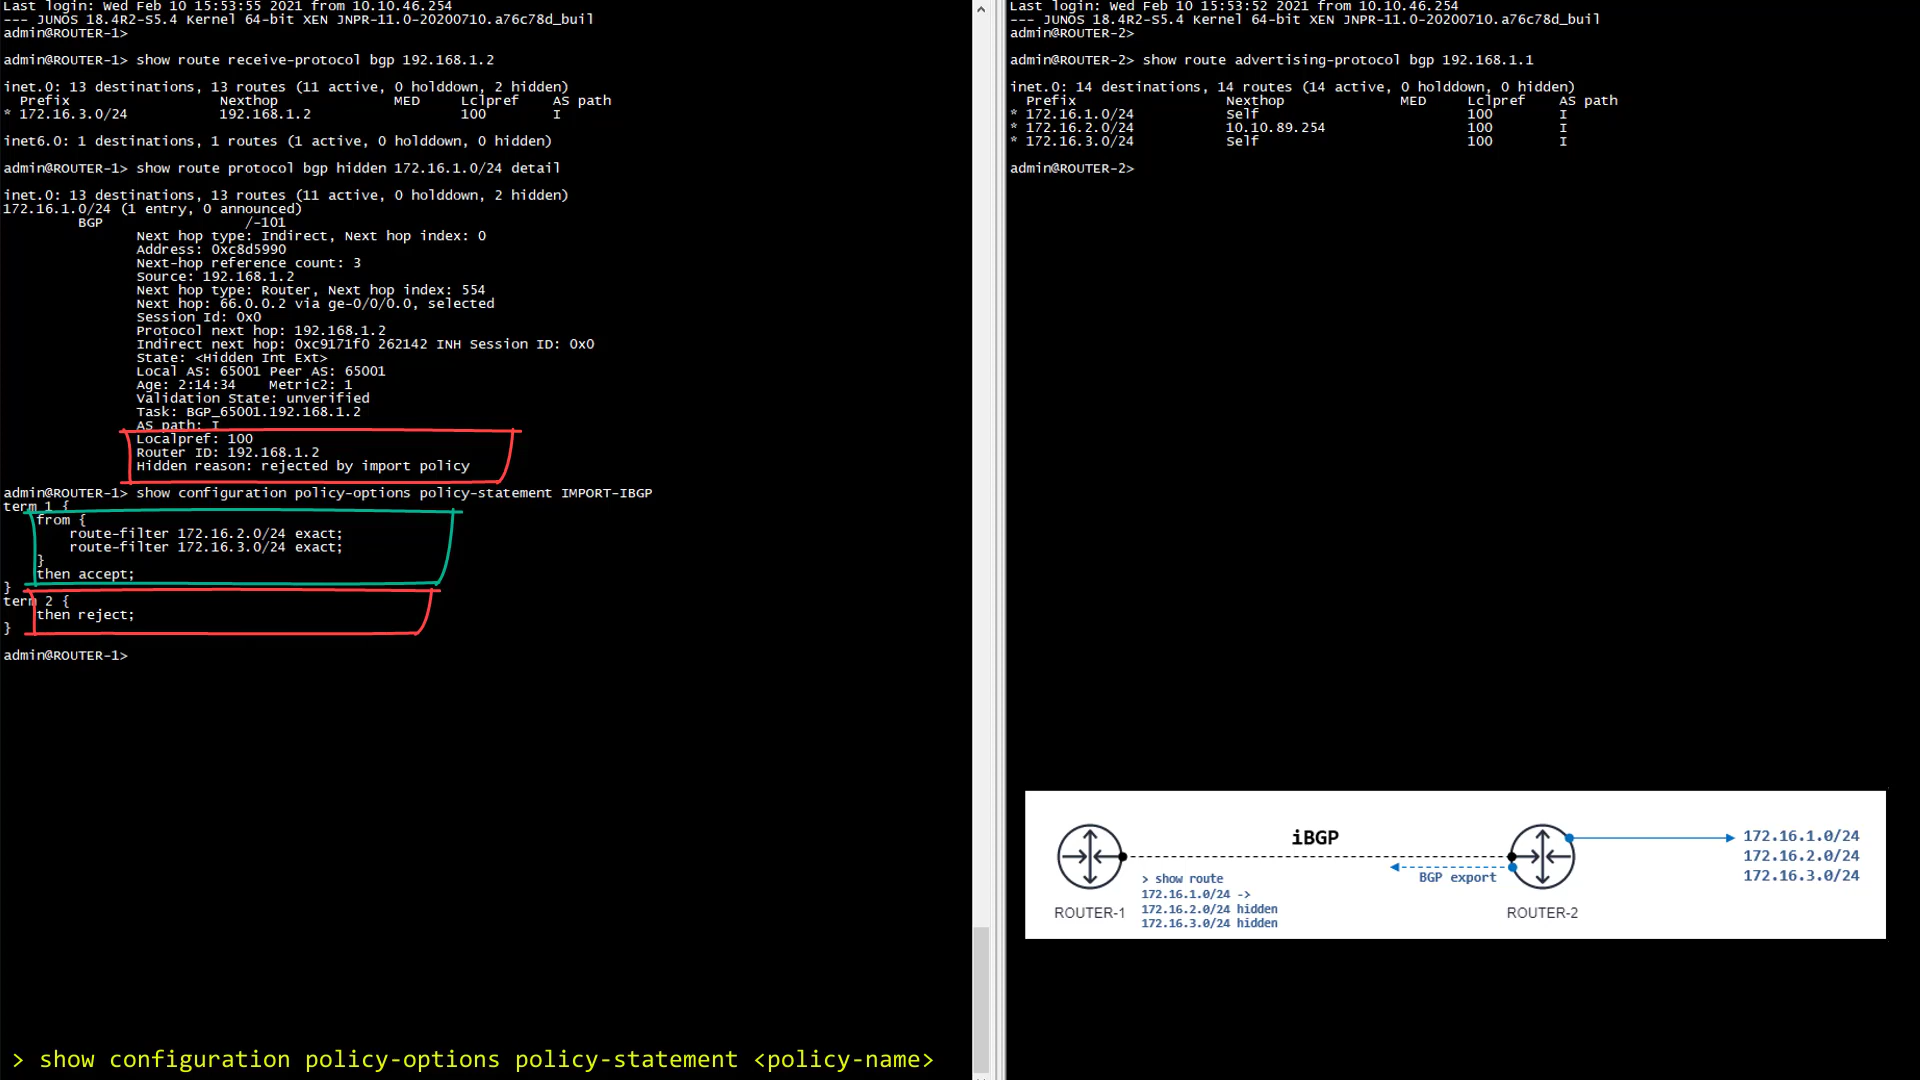 Last login: Wed Feb 10 15:53:55 2021 from 10.10.46.254
--- JUNOS 18.4R2-S5.4 Kernel 64-bit XEN JNPR-11.0-20200710.a76c78d_buil
admin@ROUTER-1>
admin@ROUTER-1> show route receive-protocol bgp 192.168.1.2
inet.0: 13 destinations, 13 routes (11 active, 0 holddown, 2 hidden)
Prefix Nexthop MED Lclpref AS path
* 172.16.3.0/24 192.168.1.2 100 I
inet6.0: 1 destinations, 1 routes (1 active, 0 holddown, 0 hidden)
admin@ROUTER-1> show route protocol bgp hidden 172.16.1.0/24 detail
inet.0: 13 destinations, 13 routes (11 active, 0 holddown, 2 hidden)
172.16.1.0/24 (1 entry, 0 announced)
BGP /-101
Next hop type: Indirect, Next hop index: 0
Address: 0xc8d5990
Next-hop reference count: 3
Source: 192.168.1.2
Next hop type: Router, Next hop index: 554
Next hop: 66.0.0.2 via ge-0/0/0.0, selected
Session Id: 0x0
Protocol next hop: 192.168.1.2
Indirect next hop: 0xc9171f0 262142 INH Session ID: 0x0
State: <Hidden Int Ext>
Local AS: 65001 Peer AS: 65001
Age: 2:14:34 Metric2: 1
Validation State: unverified
Task: BGP_65001.192.168.1.2
AS path: I
Localpref: 100
Router ID: 192.168.1.2
Hidden reason: rejected by import policy
admin@ROUTER-1> show configuration policy-options policy-statement IMPORT-IBGP
term 1 {
from {
route-filter 172.16.2.0/24 exact;
route-filter 172.16.3.0/24 exact;
}
then accept;
}
term 2 {
then reject;
}
admin@ROUTER-1>
> show configuration policy-options policy-statement <policy-name>
Last login: Wed Feb 10 15:53:52 2021 from 10.10.46.254
--- JUNOS 18.4R2-S5.4 Kernel 64-bit XEN JNPR-11.0-20200710.a76c78d_buil
admin@ROUTER-2>
admin@ROUTER-2> show route advertising-protocol bgp 192.168.1.1
inet.0: 14 destinations, 14 routes (14 active, 0 holddown, 0 hidden)
Prefix Nexthop MED Lclpref AS path
* 172.16.1.0/24 Self 100 I
* 172.16.2.0/24 10.10.89.254 100 I
* 172.16.3.0/24 Self 100 I
admin@ROUTER-2>
iBGP
BGP export
> show route
172.16.1.0/24 ->
172.16.2.0/24 hidden
172.16.3.0/24 hidden
ROUTER-1
ROUTER-2
172.16.1.0/24
172.16.2.0/24
172.16.3.0/24